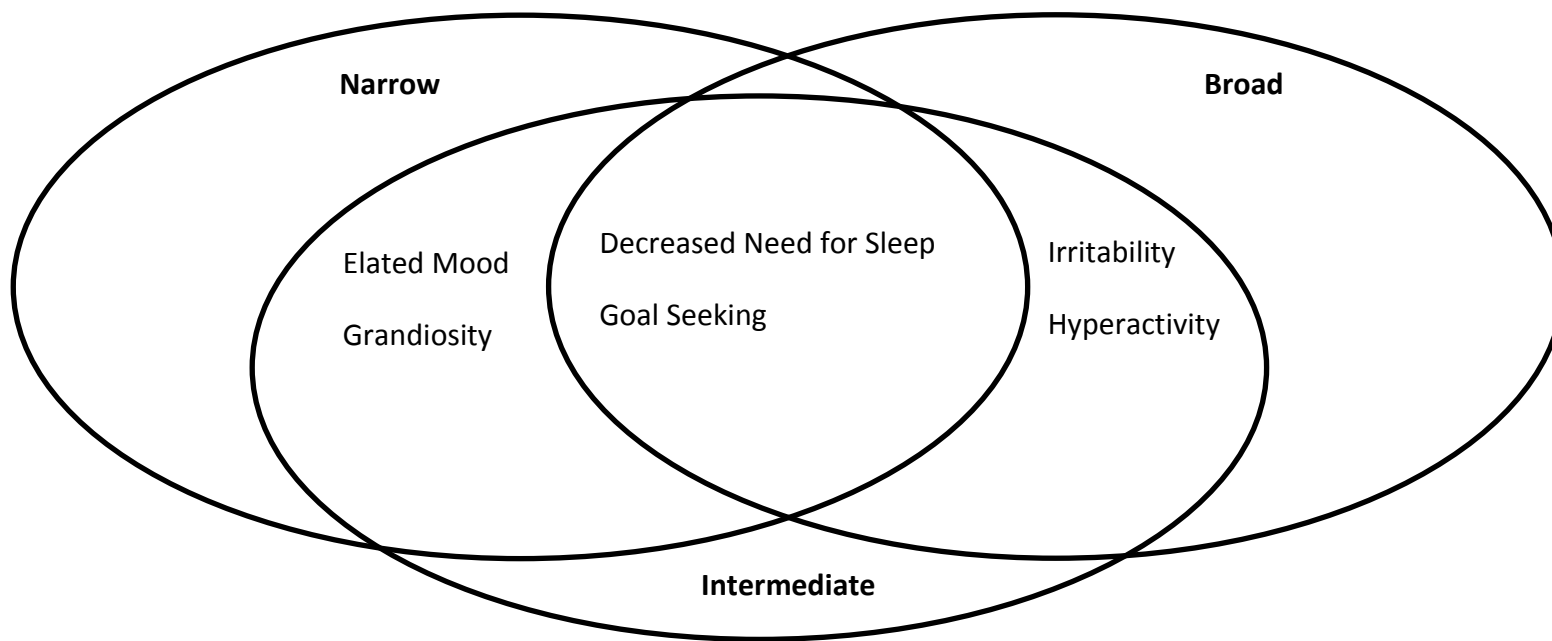 Narrow
Broad
Elated Mood
Grandiosity
Decreased Need for Sleep
Goal Seeking
Irritability
Hyperactivity
Intermediate